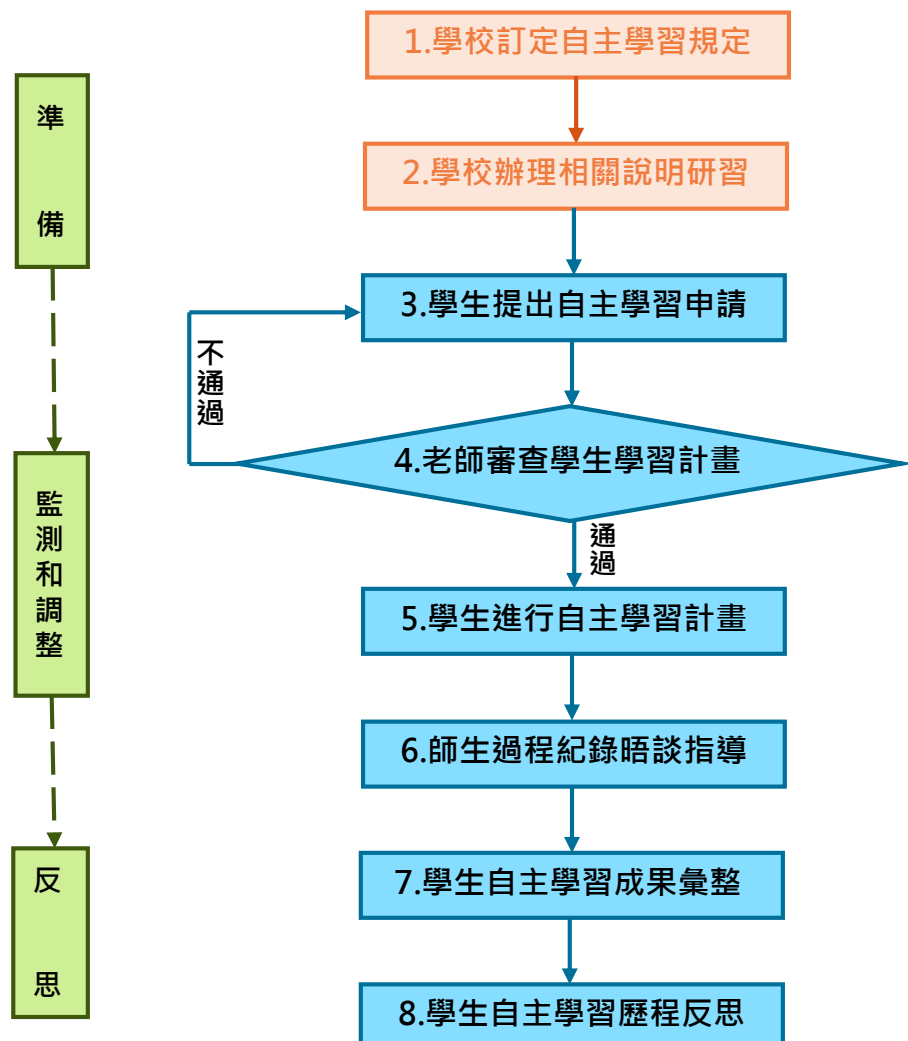 1.學校訂定自主學習規定
準備
2.學校辦理相關說明研習
3.學生提出自主學習申請
不通過
4.老師審查學生學習計畫
監測和調整
通過
5.學生進行自主學習計畫
6.師生過程紀錄晤談指導
反思
7.學生自主學習成果彙整
8.學生自主學習歷程反思